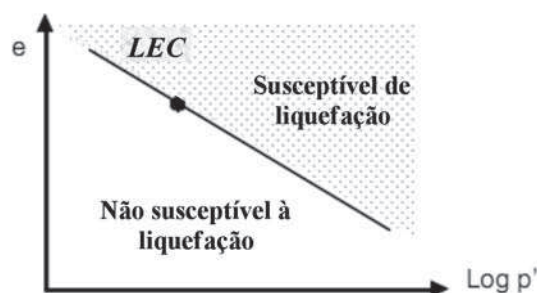 e
LEC
Susceptível de
liquefação
Não susceptível à
liquefação
Log p'